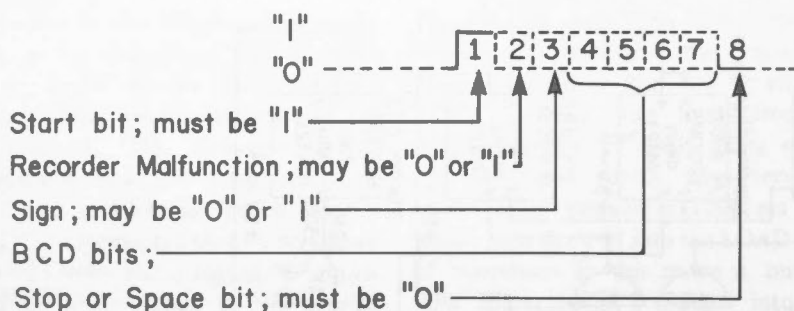 "I"
1 2 3 4 5 6 7 8
"O"
Start bit; must be "I"
Recorder Malfunction; may be "O" or "I"
Sign; may be "O" or "I"
BCD bits;
Stop or Space bit; must be "O"